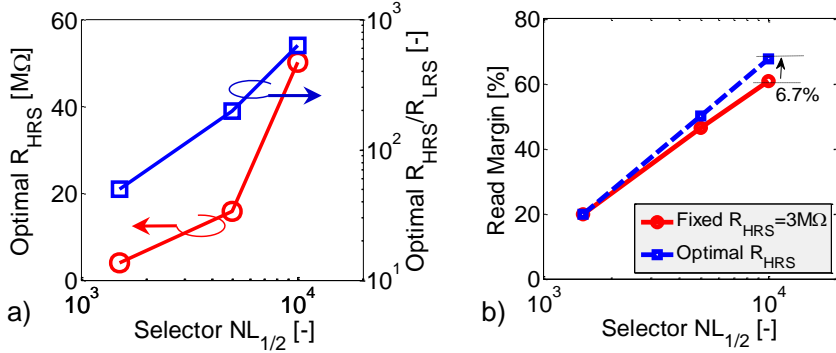 60
40
20
0
Optimal R_HRS [MΩ]
10^3
10^2
10^1
Optimal R_HRS/R_LRS [-]
10^3
10^4
Selector NL_1/2 [-]
a)
80
60
40
20
0
Read Margin [%]
6.7%
Fixed R_HRS=3MΩ
Optimal R_HRS
10^3
10^4
Selector NL_1/2 [-]
b)